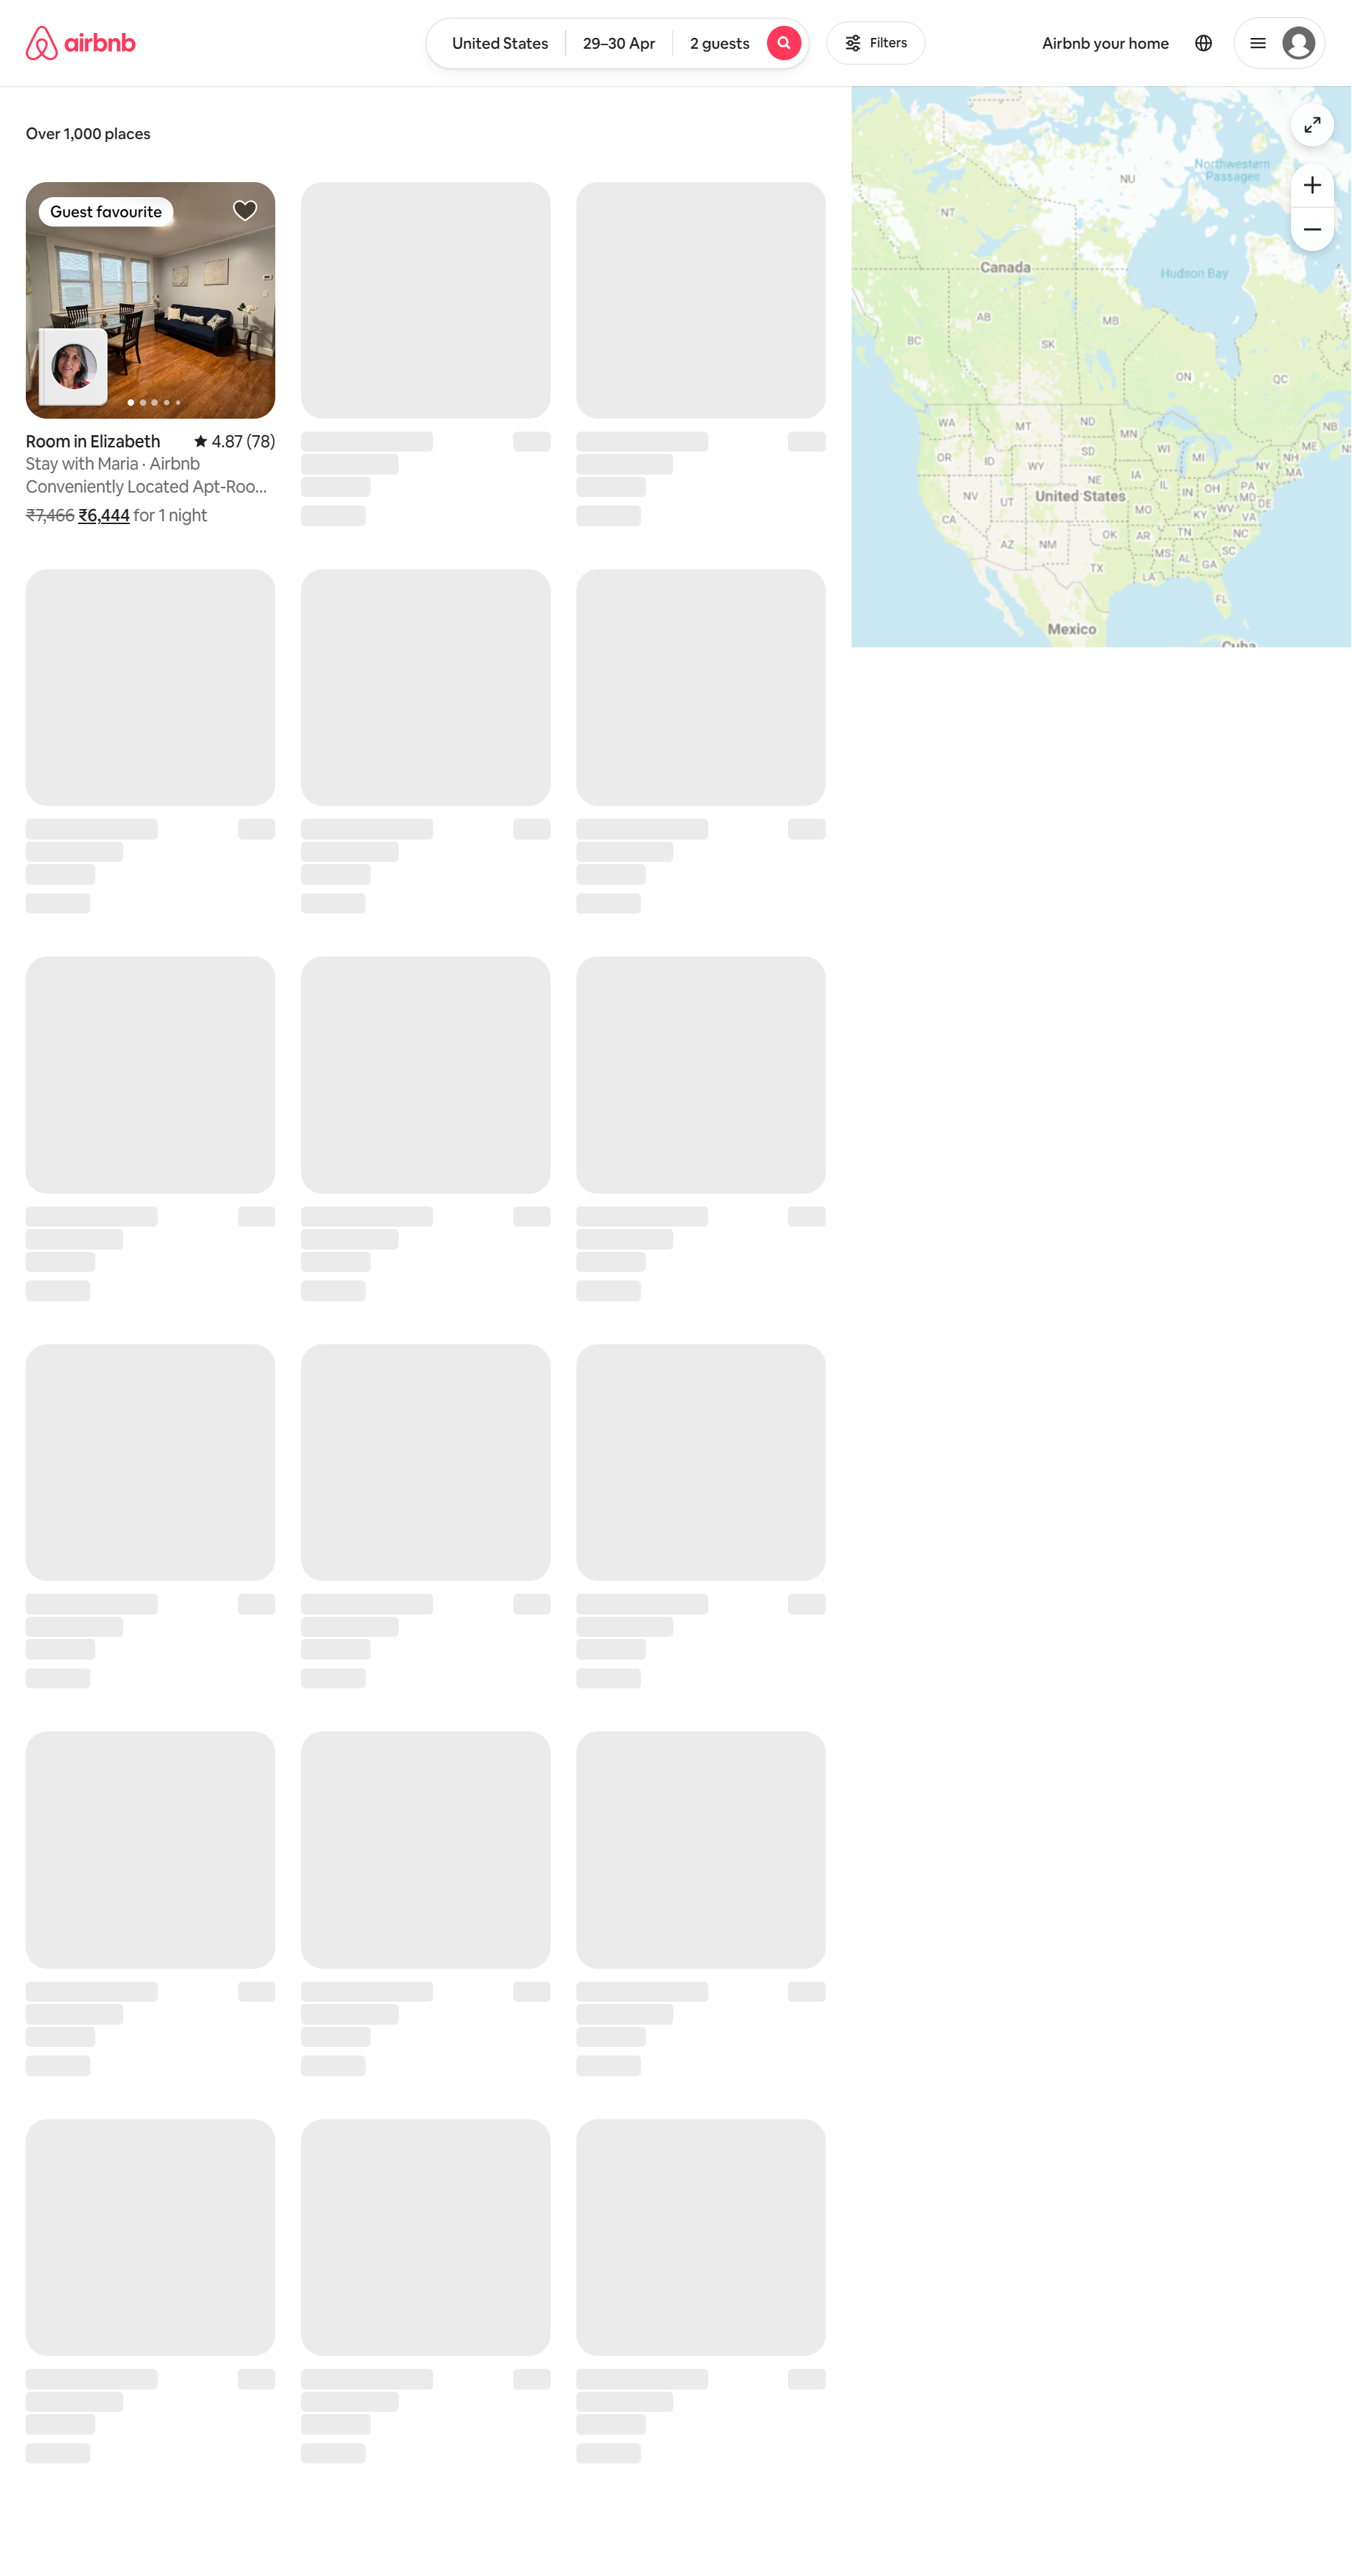 airbnb
United States
29–30 Apr
2 guests
Filters
Airbnb your home
Over 1,000 places
Guest favourite
Room in Elizabeth
4.87 (78)
Stay with Maria · Airbnb
Conveniently Located Apt-Roo...
₹7,466 ₹6,444 for 1 night
Northwestern
Passages
NU
NT
Canada
Hudson Bay
AB
MB
BC
SK
ON
QC
WA
MT
ND
MN
NB
OR
ID
WY
SD
WI
MI
ME
NS
NY
NH
MA
IA
NE
NV
UT
United States
IL
IN
OH
PA
MD
DE
CA
MO
KY
WV
VA
AZ
NM
OK
AR
TN
NC
SC
TX
MS
AL
GA
LA
FL
Mexico